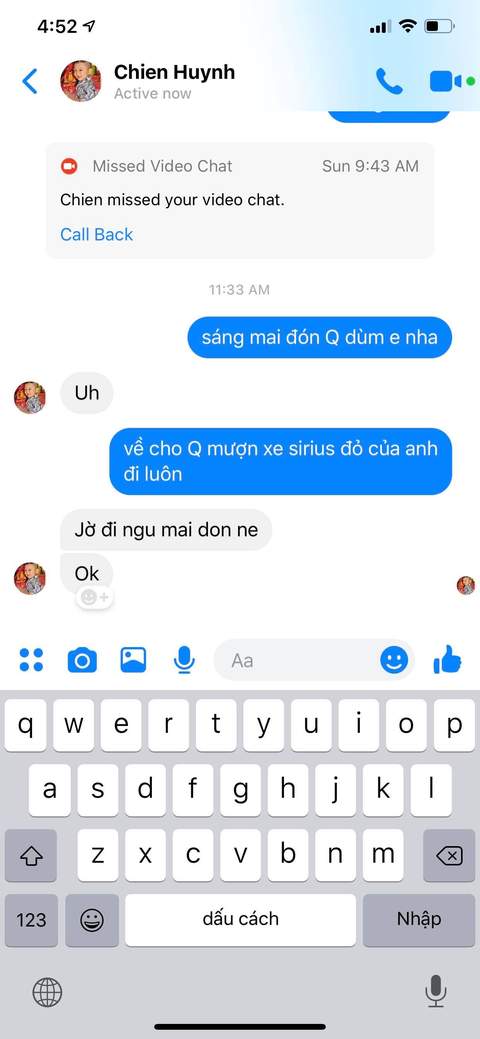 4:52
Chien Huynh
Active now
Missed Video Chat Sun 9:43 AM
Chien missed your video chat.
Call Back
11:33 AM
sáng mai đón Q dùm e nha
Uh
về cho Q mượn xe sirius đỏ của anh
đi luôn
Jờ đi ngu mai don ne
Ok
Aa
q w e r t y u i o p
a s d f g h j k l
z x c v b n m
123 dấu cách Nhập